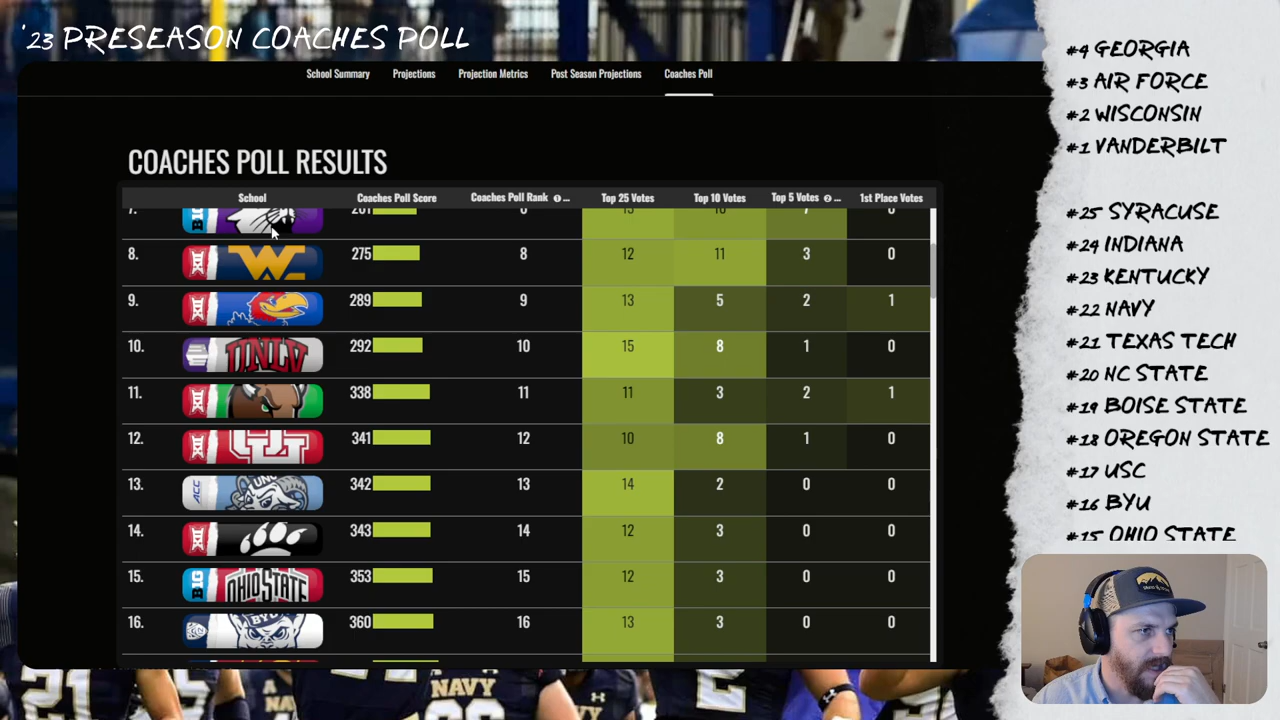 '23 PRESEASON COACHES POLL
School Summary Projections Projection Metrics Post Season Projections Coaches Poll
COACHES POLL RESULTS
School Coaches Poll Score Coaches Poll Rank ... Top 25 Votes Top 10 Votes Top 5 Votes ... 1st Place Votes
8. 275 8 12 11 3 0
9. 289 9 13 5 2 1
10. UNLV 292 10 15 8 1 0
11. 338 11 11 3 2 1
12. 341 12 10 8 1 0
13. ACC UNC 342 13 14 2 0 0
14. 343 14 12 3 0 0
15. BIG OHIO STATE 353 15 12 3 0 0
16. BYU 360 16 13 3 0 0
#4 GEORGIA
#3 AIR FORCE
#2 WISCONSIN
#1 VANDERBILT
#25 SYRACUSE
#24 INDIANA
#23 KENTUCKY
#22 NAVY
#21 TEXAS TECH
#20 NC STATE
#19 BOISE STATE
#18 OREGON STATE
#17 USC
#16 BYU
#15 OHIO STATE
21
NAVY
2